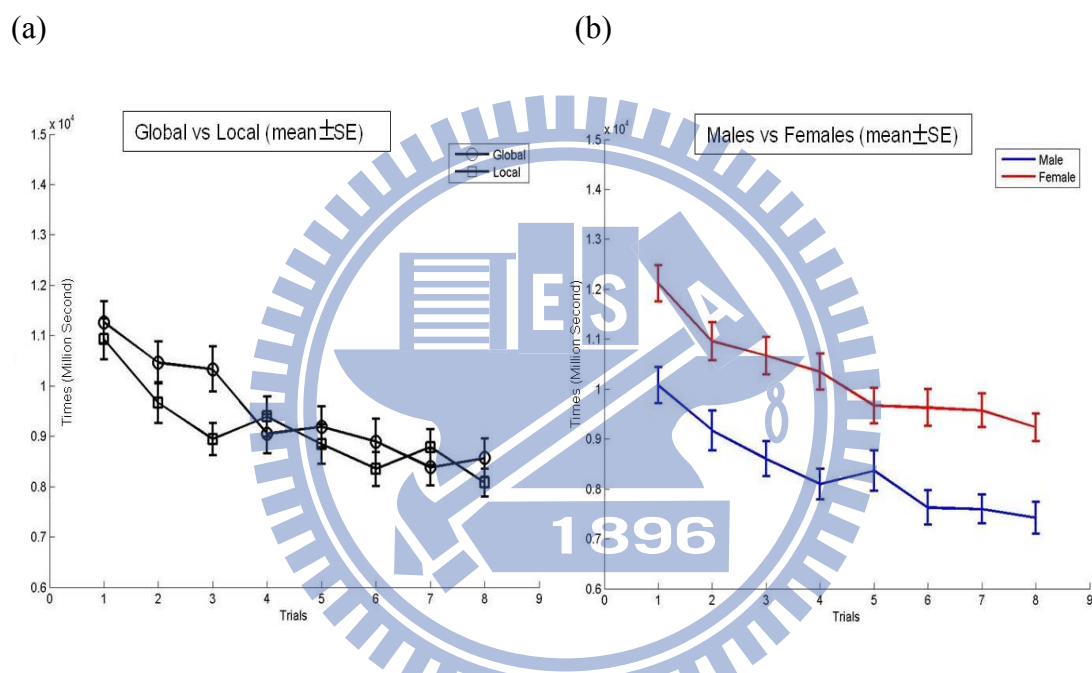 (a)
(b)
1.5 x 10⁴
Global vs Local (mean±SE)
Global
Local
1.4
1.3
1.2
1.1
1
0.9
0.8
0.7
0.6
Times (Million Second)
0 1 2 3 4 5 6 7 8 9
Trials
1.5 x 10⁴
Males vs Females (mean±SE)
Male
Female
1.4
1.3
1.2
1.1
1
0.9
0.8
0.7
0.6
Times (Million Second)
0 1 2 3 4 5 6 7 8 9
Trials
E S A
8
1896